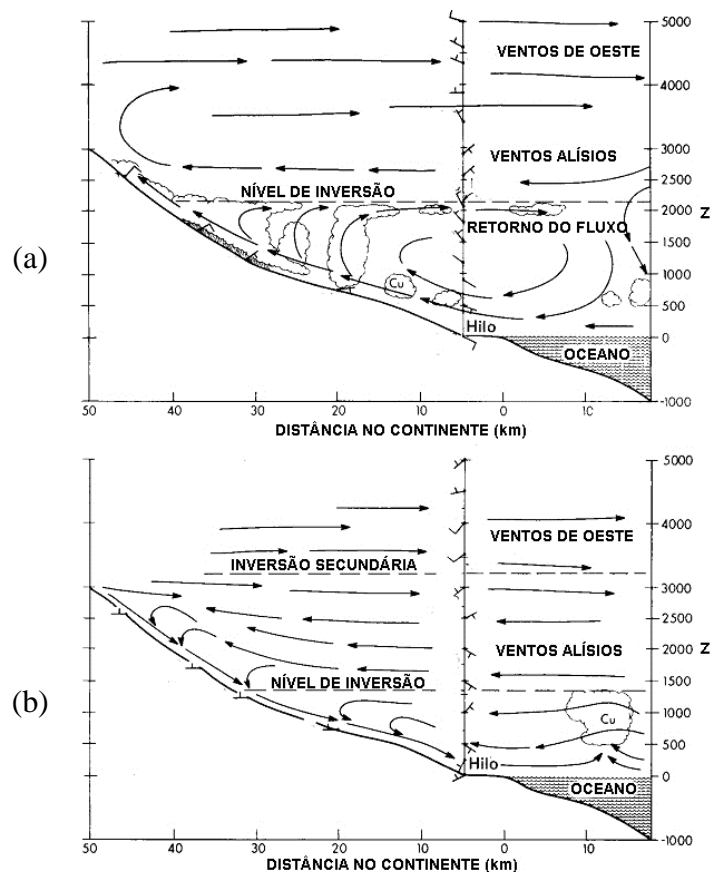 (a)
VENTOS DE OESTE
VENTOS ALÍSIOS
NÍVEL DE INVERSÃO
RETORNO DO FLUXO
Cu
Hilo
OCEANO
5000
4000
3000
2500
2000
Z
1500
1000
500
0
-1000
50 40 30 20 10 0 10
DISTÂNCIA NO CONTINENTE (km)
(b)
VENTOS DE OESTE
INVERSÃO SECUNDÁRIA
VENTOS ALÍSIOS
NÍVEL DE INVERSÃO
Cu
Hilo
OCEANO
5000
4000
3000
2500
2000
Z
1500
1000
500
0
-1000
50 40 30 20 10 0 10
DISTÂNCIA NO CONTINENTE (km)